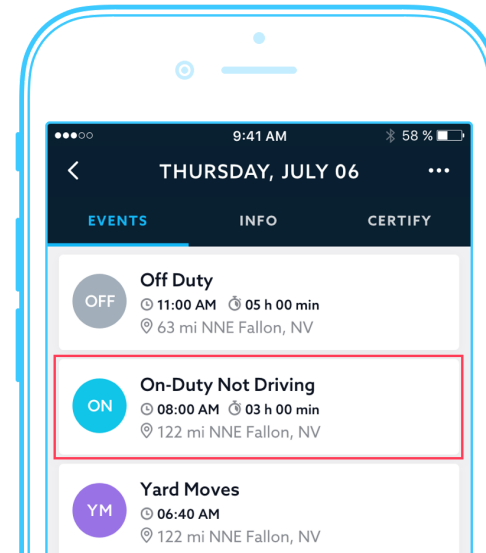 9:41 AM
58 %
THURSDAY, JULY 06
EVENTS INFO CERTIFY
OFF
Off Duty
11:00 AM 05 h 00 min
63 mi NNE Fallon, NV
ON
On-Duty Not Driving
08:00 AM 03 h 00 min
122 mi NNE Fallon, NV
YM
Yard Moves
06:40 AM
122 mi NNE Fallon, NV